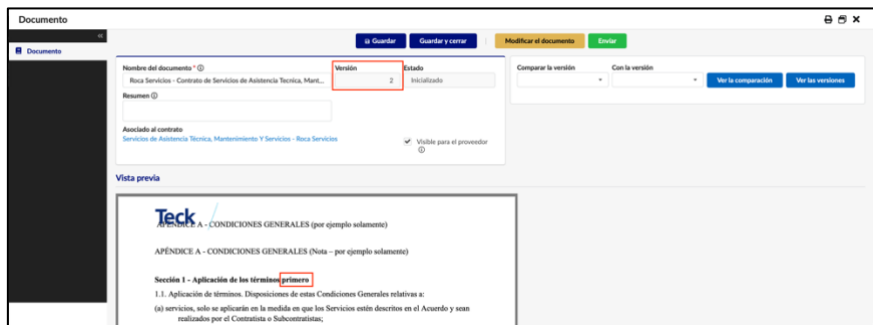 Documento
Documento
Guardar
Guardar y cerrar
Modificar el documento
Enviar
Nombre del documento * Versión Estado
Roca Servicios - Contrato de Servicios de Asistencia Tecnica, Mant... 2 Inicializado
Resumen
Asociado al contrato
Servicios de Asistencia Técnica, Mantenimiento Y Servicios - Roca Servicios
Visible para el proveedor
Comparar la versión Con la versión
Ver la comparación Ver las versiones
Vista previa
Teck
APÉNDICE A - CONDICIONES GENERALES (por ejemplo solamente)
APÉNDICE A - CONDICIONES GENERALES (Nota – por ejemplo solamente)
Sección 1 - Aplicación de los términos primero
1.1. Aplicación de términos. Disposiciones de estas Condiciones Generales relativas a:
(a) servicios, solo se aplicarán en la medida en que los Servicios estén descritos en el Acuerdo y sean
realizados por el Contratista o Subcontratistas;